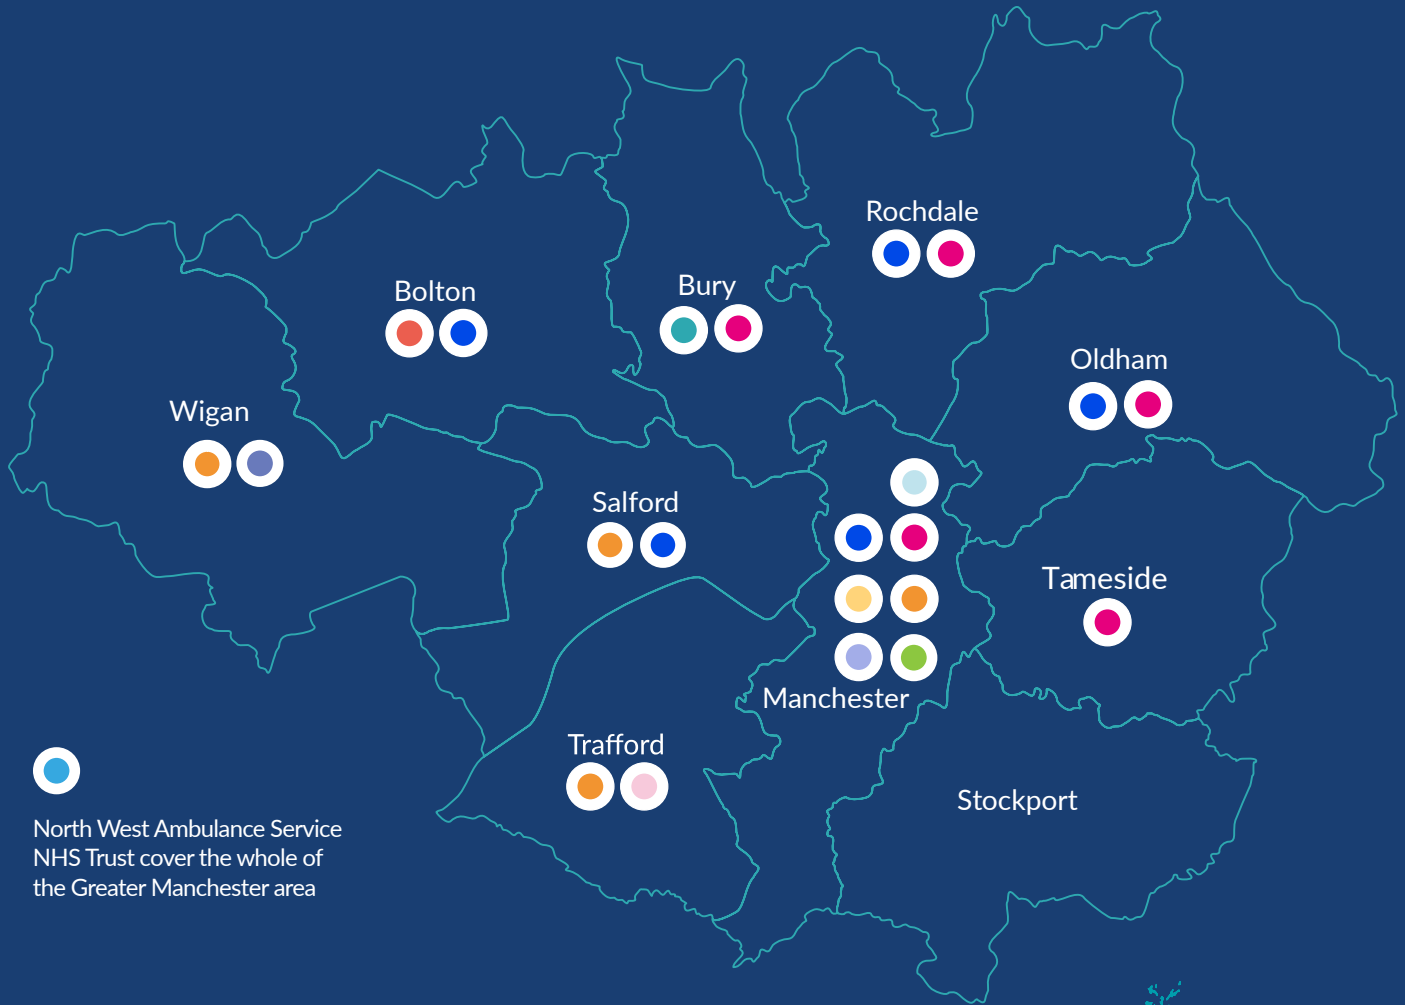 Rochdale
Bury
Bolton
Oldham
Wigan
Salford
Tameside
Manchester
Trafford
Stockport
North West Ambulance Service
NHS Trust cover the whole of
the Greater Manchester area